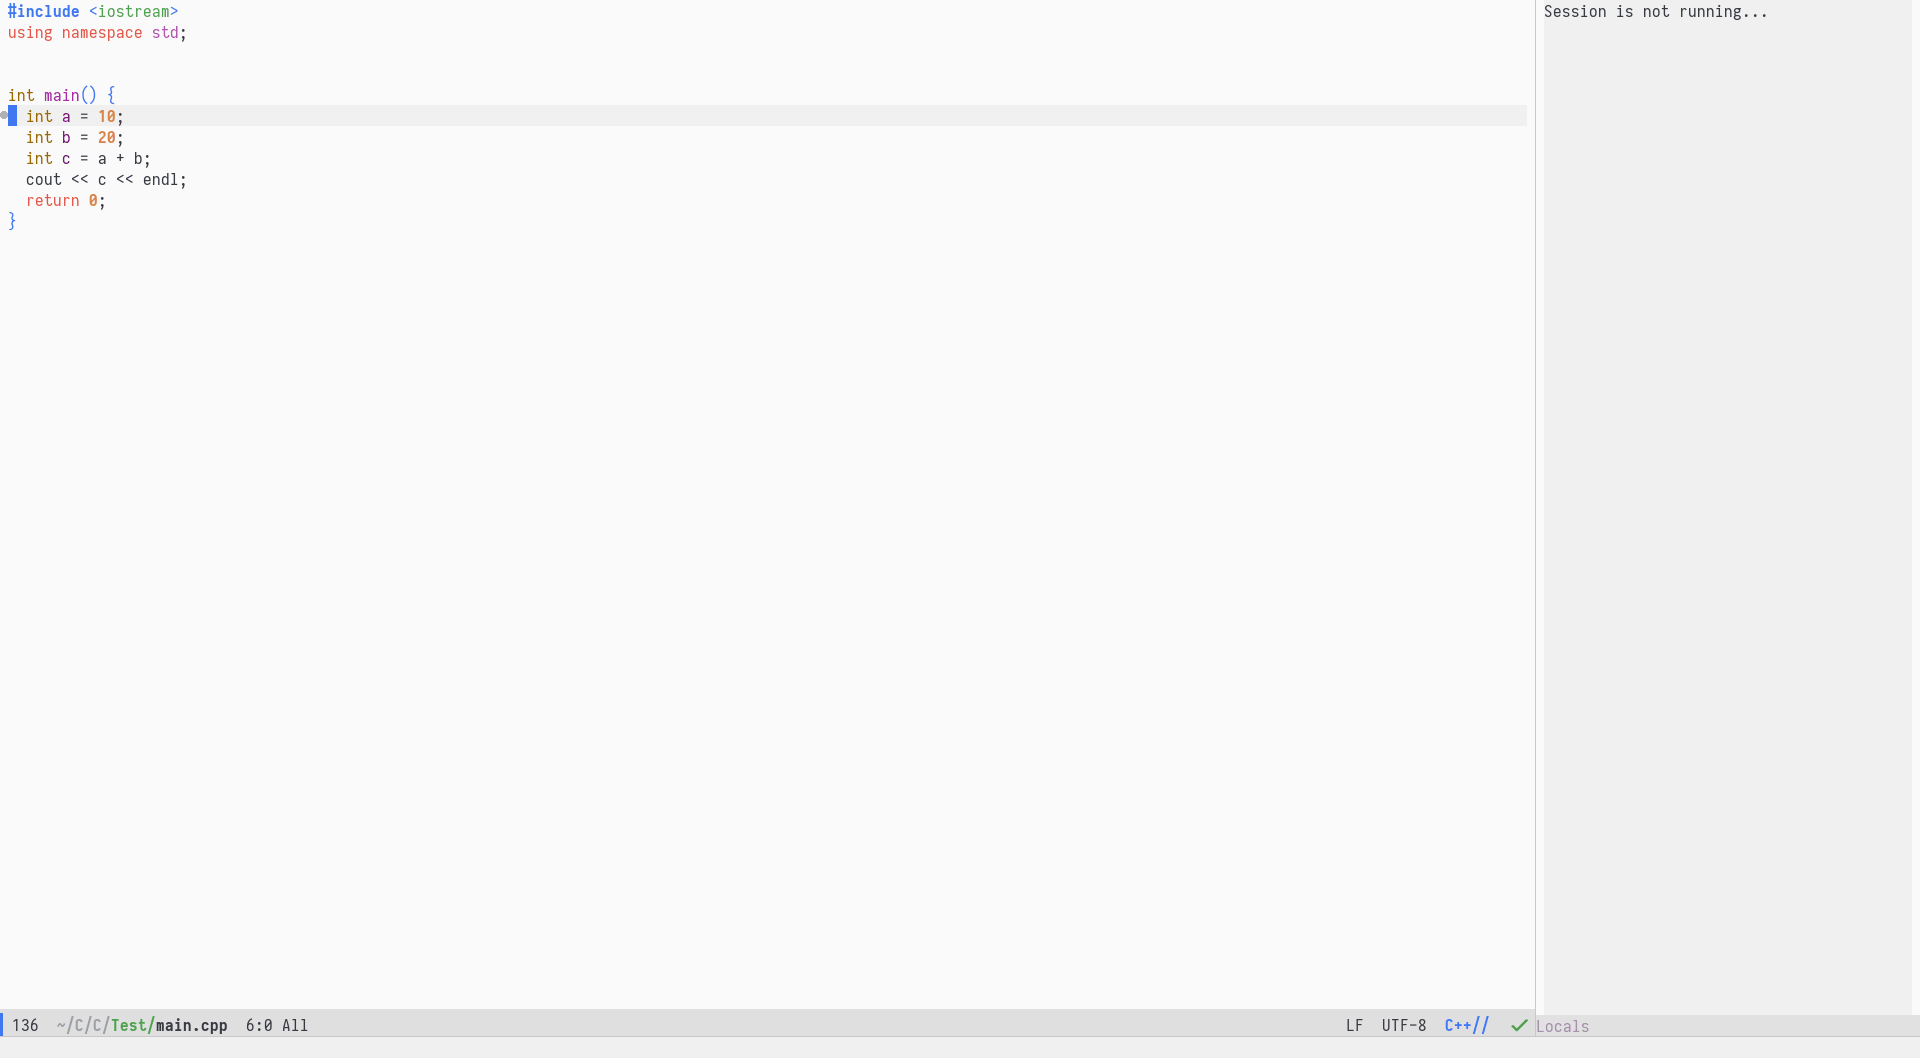 #include <iostream>
using namespace std;
int main() {
  int a = 10;
  int b = 20;
  int c = a + b;
  cout << c << endl;
  return 0;
}
Session is not running...
136 ~/C/C/Test/main.cpp 6:0 All LF UTF-8 C++//
Locals